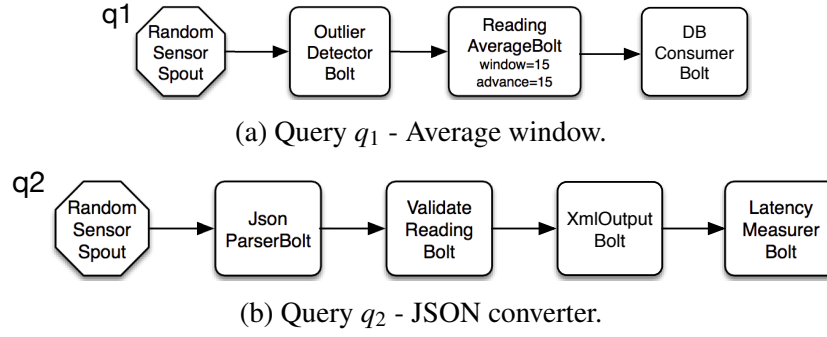 q1
Random
Sensor
Spout
Outlier
Detector
Bolt
Reading
AverageBolt
window=15
advance=15
DB
Consumer
Bolt
(a) Query q1 - Average window.
q2
Random
Sensor
Spout
Json
ParserBolt
Validate
Reading
Bolt
XmlOutput
Bolt
Latency
Measurer
Bolt
(b) Query q2 - JSON converter.